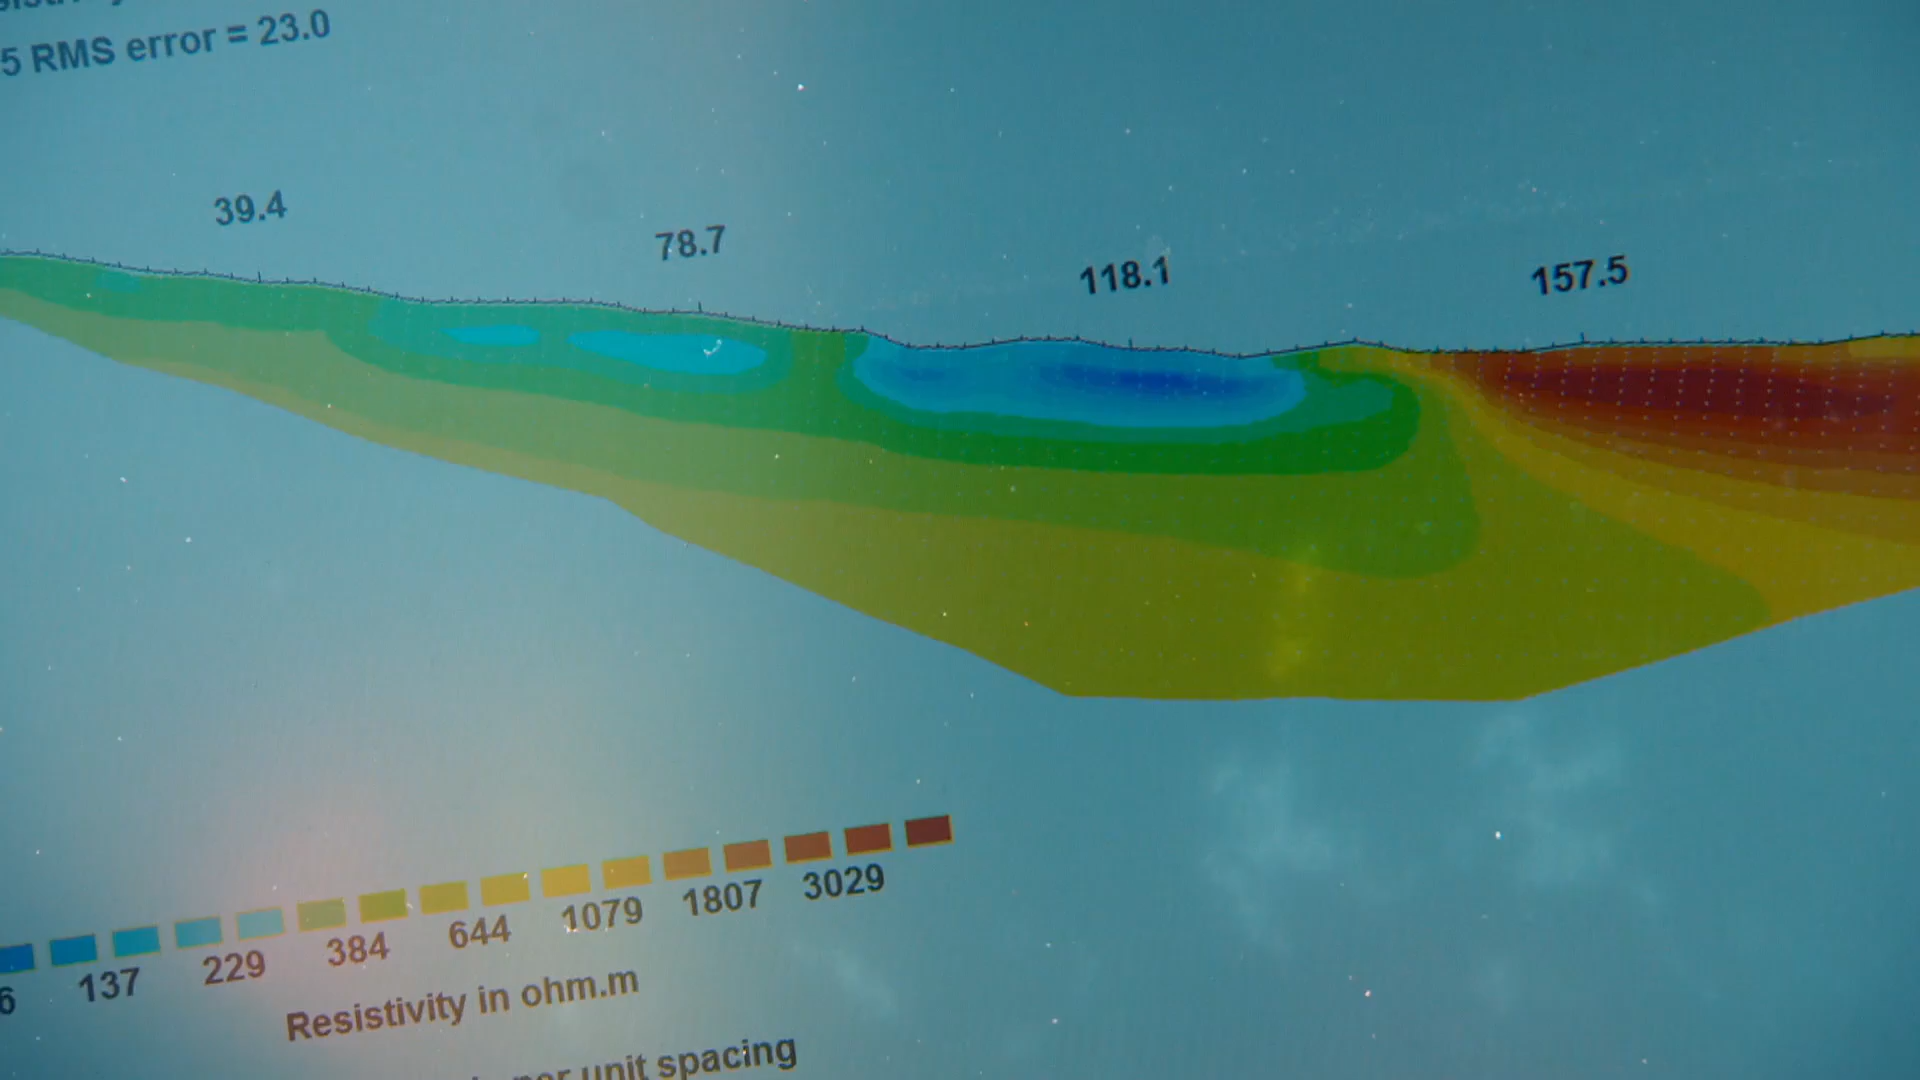 5 RMS error = 23.0
39.4
78.7
118.1
157.5
6 137 229 384 644 1079 1807 3029
Resistivity in ohm.m
unit spacing